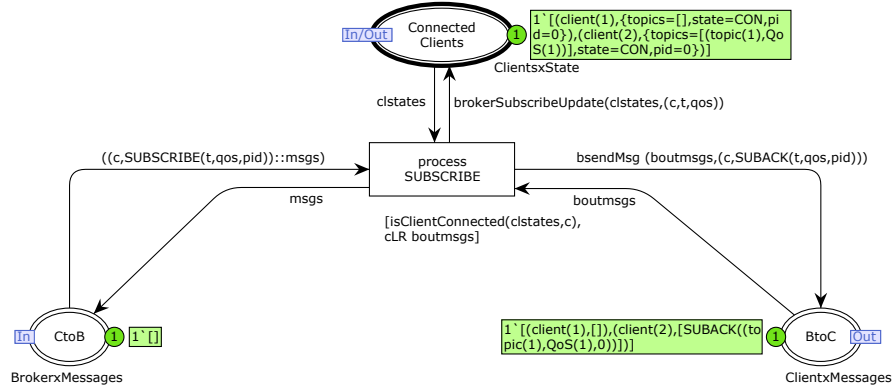 Connected
Clients
In/Out
1
1`[(client(1),{topics=[],state=CON,pi
d=0}),(client(2),{topics=[(topic(1),Qo
S(1))],state=CON,pid=0})]
ClientsxState
clstates
brokerSubscribeUpdate(clstates,(c,t,qos))
((c,SUBSCRIBE(t,qos,pid))::msgs)
process
SUBSCRIBE
bsendMsg (boutmsgs,(c,SUBACK(t,qos,pid)))
msgs
boutmsgs
[isClientConnected(clstates,c),
cLR boutmsgs]
In
CtoB
1
1`[]
BrokerxMessages
1`[(client(1),[]),(client(2),[SUBACK((to
pic(1),QoS(1),0))])]
1
BtoC
Out
ClientxMessages